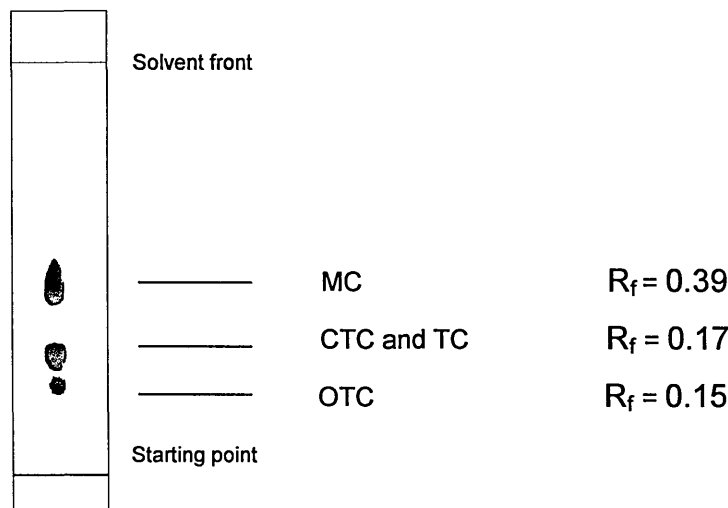 Solvent front
MC R_f = 0.39
CTC and TC R_f = 0.17
OTC R_f = 0.15
Starting point